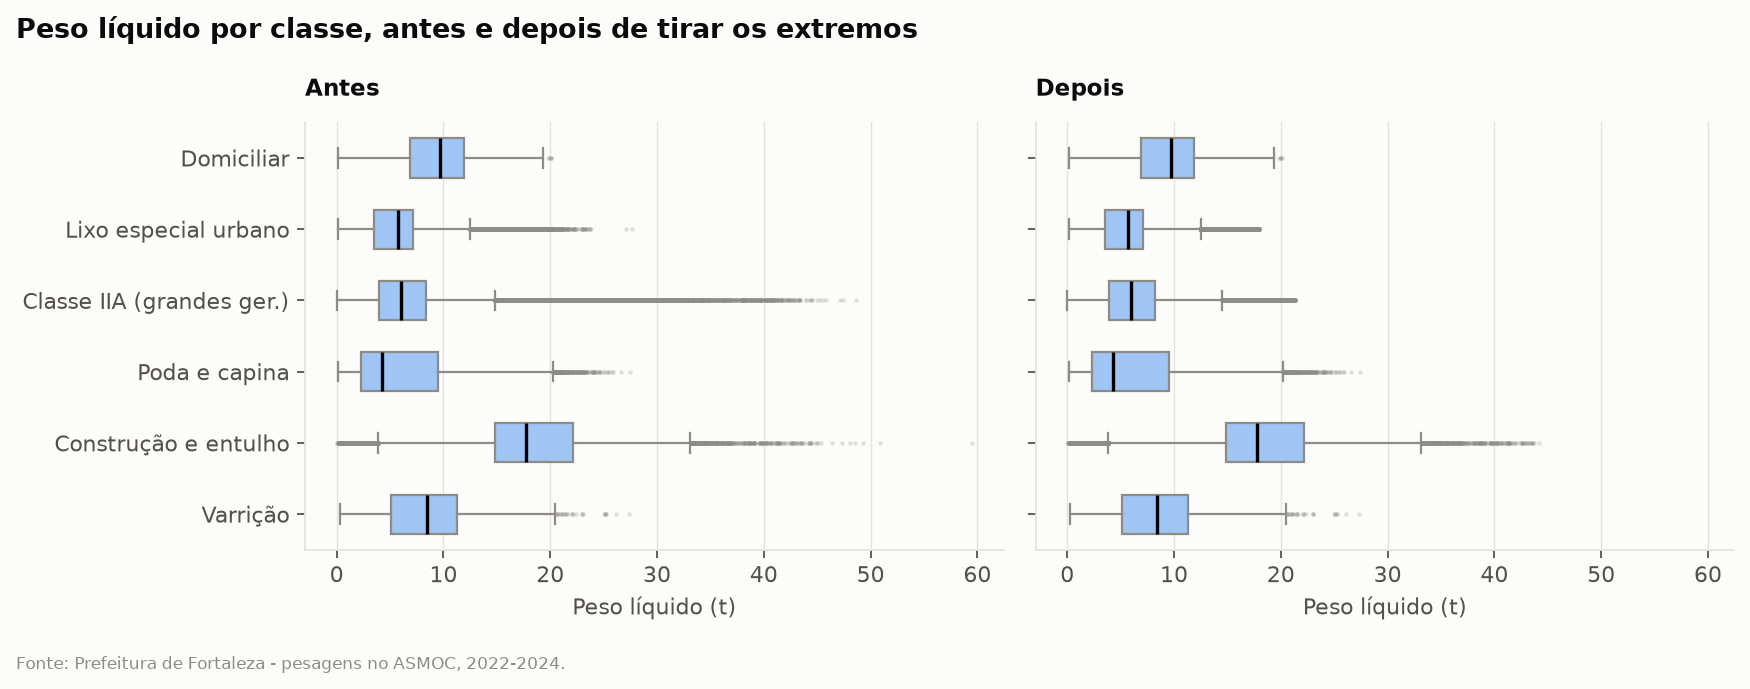 Peso líquido por classe, antes e depois de tirar os extremos
Antes
Domiciliar
Lixo especial urbano
Classe IIA (grandes ger.)
Poda e capina
Construção e entulho
Varrição
0 10 20 30 40 50 60
Peso líquido (t)
Depois
0 10 20 30 40 50 60
Peso líquido (t)
Fonte: Prefeitura de Fortaleza - pesagens no ASMOC, 2022-2024.